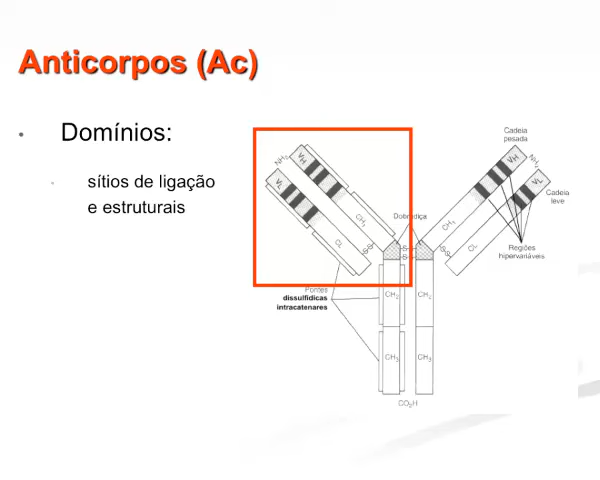 Anticorpos (Ac)
• Domínios:
sítios de ligação
e estruturais
Cadeia
pesada
NH2
VH
VL
CH1
CL
S-S
Dobradiça
S-S
S-S
VH
NH2
VL
Cadeia
leve
CH1
CL
S-S
Regiões
hipervariáveis
Pontes
dissulfídicas
intracatenares
CH2
CH2
CH3
CH3
CO2H